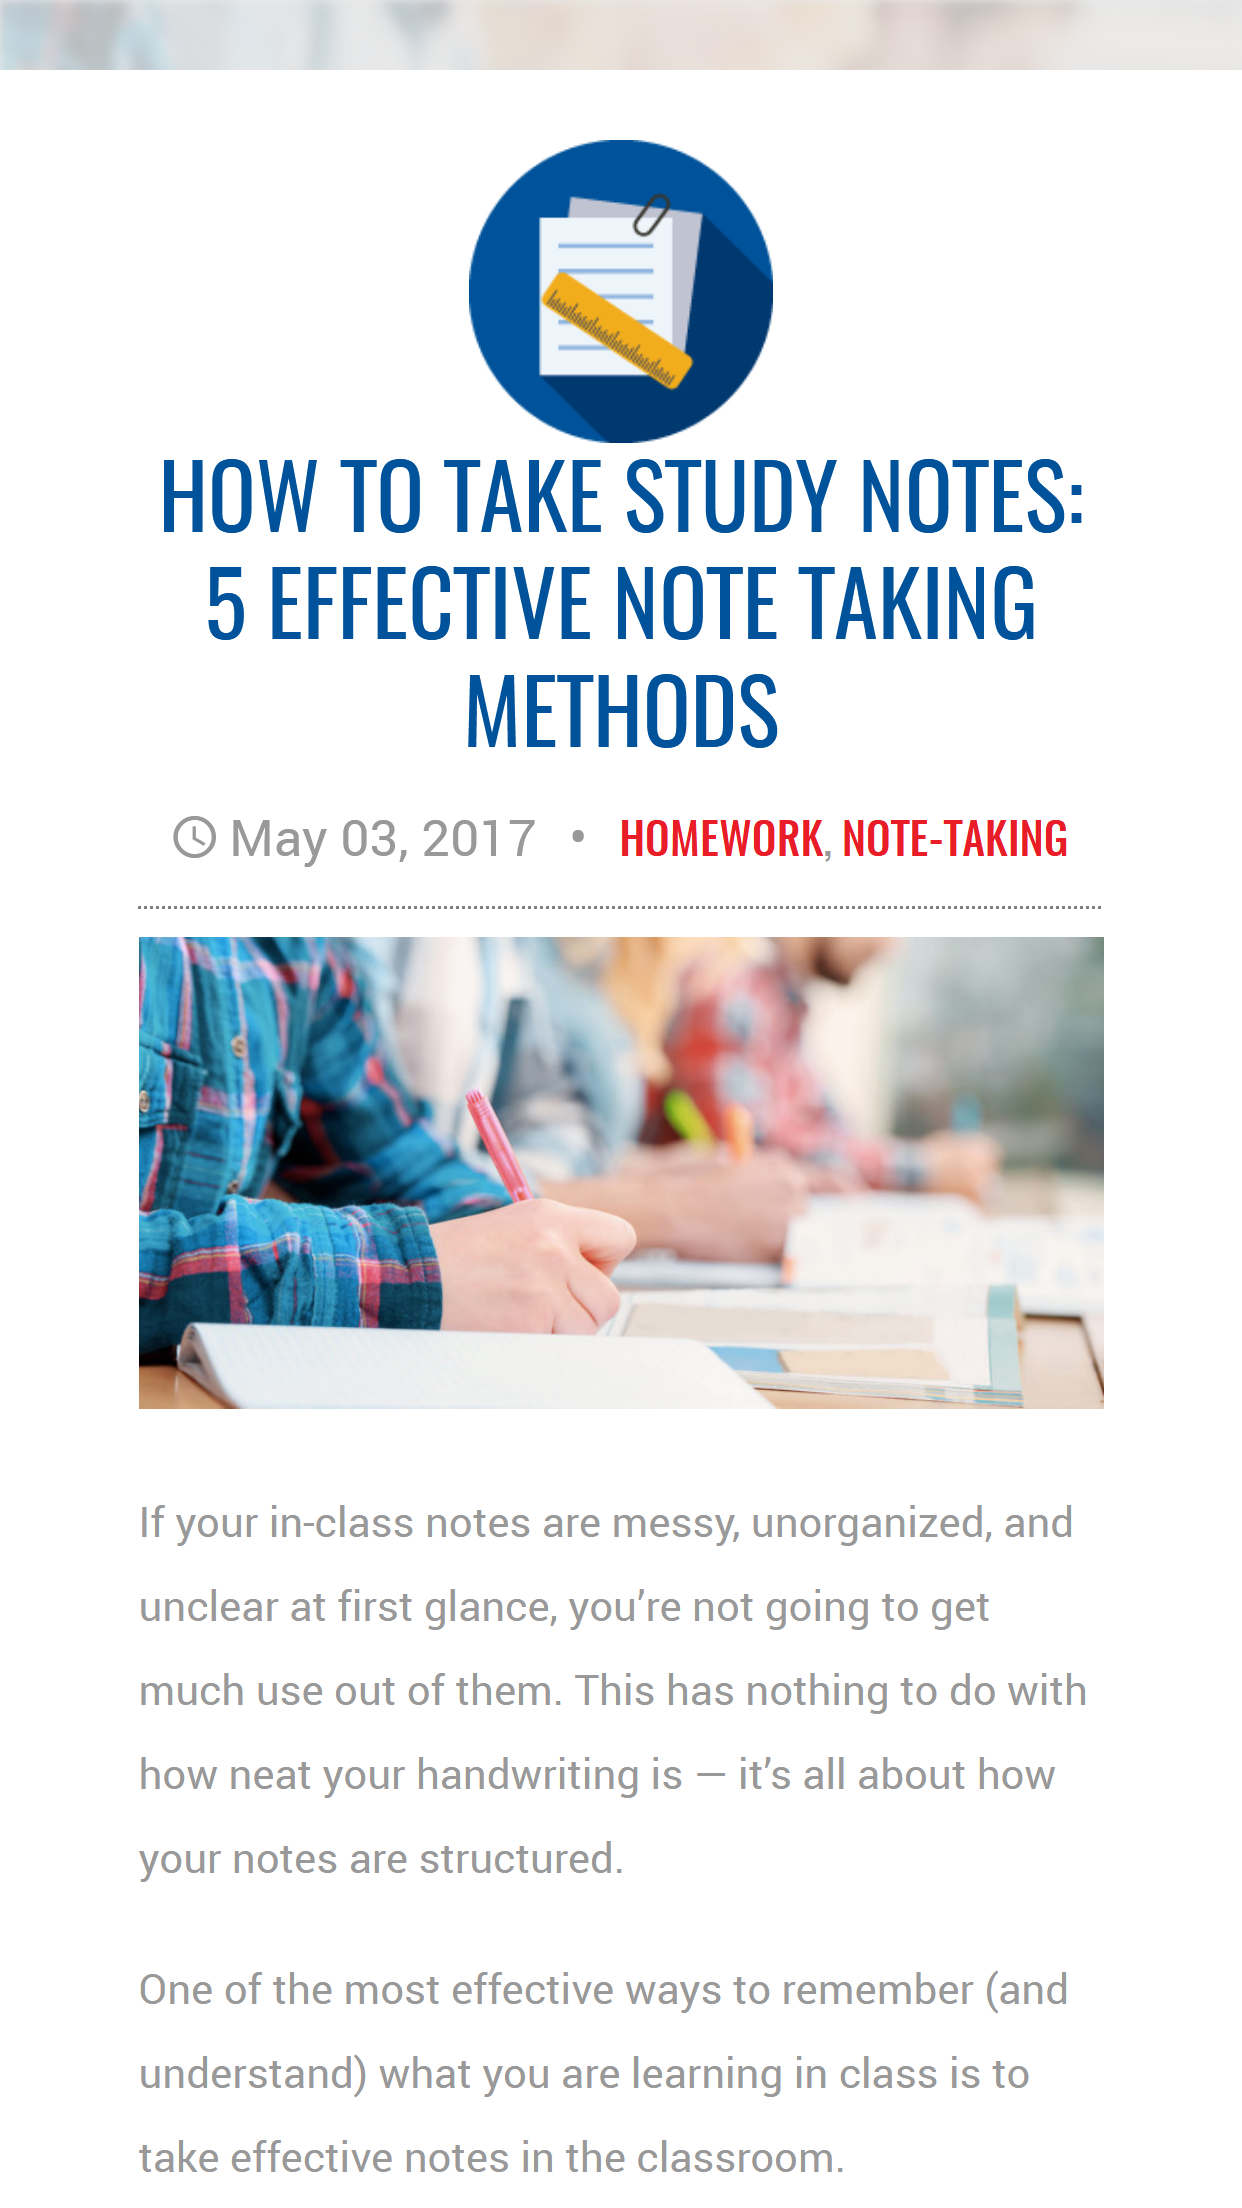 HOW TO TAKE STUDY NOTES:
5 EFFECTIVE NOTE TAKING
METHODS
May 03, 2017 • HOMEWORK, NOTE-TAKING
If your in-class notes are messy, unorganized, and
unclear at first glance, you’re not going to get
much use out of them. This has nothing to do with
how neat your handwriting is — it’s all about how
your notes are structured.
One of the most effective ways to remember (and
understand) what you are learning in class is to
take effective notes in the classroom.